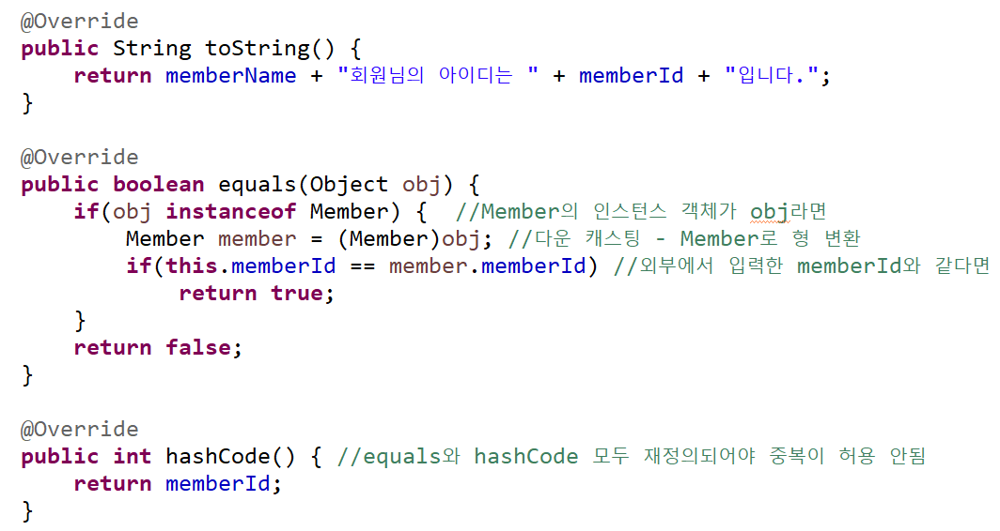 @Override
public String toString() {
    return memberName + "회원님의 아이디는 " + memberId + "입니다.";
}

@Override
public boolean equals(Object obj) {
    if(obj instanceof Member) {  //Member의 인스턴스 객체가 obj라면
        Member member = (Member)obj; //다운 캐스팅 - Member로 형 변환
        if(this.memberId == member.memberId) //외부에서 입력한 memberId와 같다면
            return true;
    }
    return false;
}

@Override
public int hashCode() { //equals와 hashCode 모두 재정의되어야 중복이 허용 안됨
    return memberId;
}